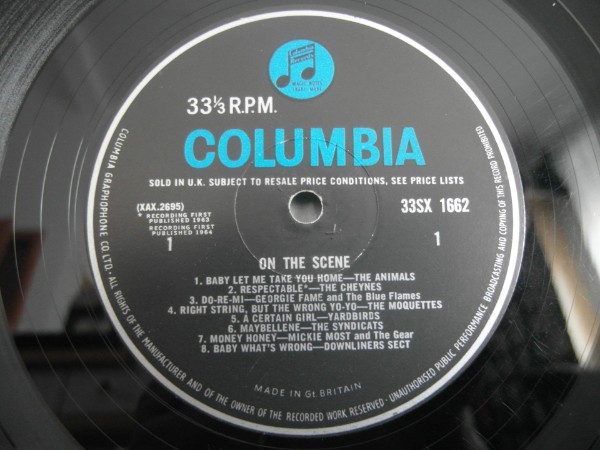 Columbia
Records
MAGIC NOTES
TRADE MARK
33⅓ R.P.M.
COLUMBIA
SOLD IN U.K. SUBJECT TO RESALE PRICE CONDITIONS, SEE PRICE LISTS
(XAX.2695)
33SX 1662
* RECORDING FIRST
PUBLISHED 1963
RECORDING FIRST
PUBLISHED 1964
1
1
ON THE SCENE
1. BABY LET ME TAKE YOU HOME—THE ANIMALS
2. RESPECTABLE*—THE CHEYNES
3. DO-RE-MI—GEORGIE FAME and The Blue Flames
4. RIGHT STRING, BUT THE WRONG YO-YO—THE MOQUETTES
5. A CERTAIN GIRL—YARDBIRDS
6. MAYBELLENE—THE SYNDICATS
7. MONEY HONEY—MICKIE MOST and The Gear
8. BABY WHAT'S WRONG—DOWNLINERS SECT
MADE IN Gt. BRITAIN
COLUMBIA GRAPHOPHONE CO. LTD · ALL RIGHTS OF THE MANUFACTURER AND OF THE OWNER OF THE RECORDED WORK RESERVED · UNAUTHORISED PUBLIC PERFORMANCE BROADCASTING AND COPYING OF THIS RECORD PROHIBITED